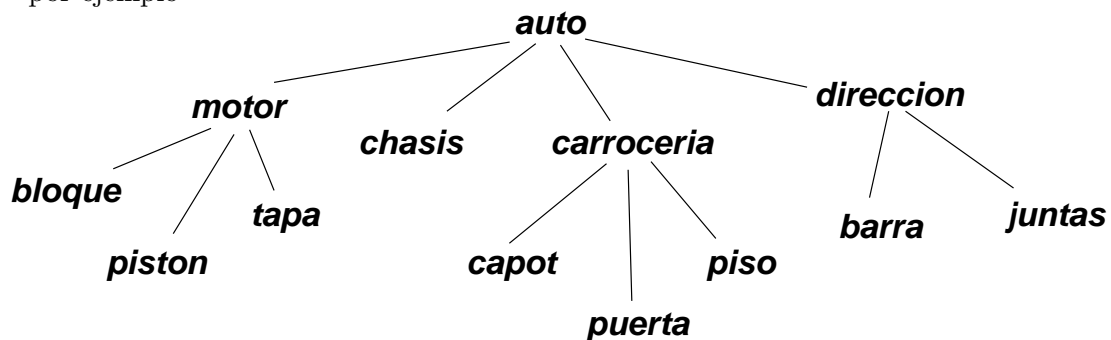 por ejemplo
auto
motor
direccion
chasis
carroceria
bloque
tapa
barra
juntas
piston
capot
piso
puerta